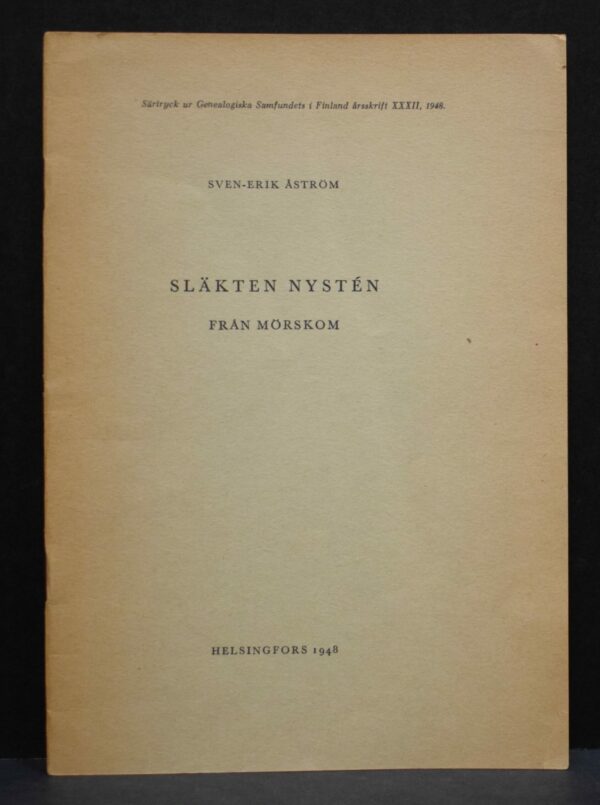 Särtryck ur Genealogiska Samfundets i Finland årsskrift XXXII, 1948.
SVEN-ERIK ÅSTRÖM
SLÄKTEN NYSTÉN
FRÅN MÖRSKOM
HELSINGFORS 1948